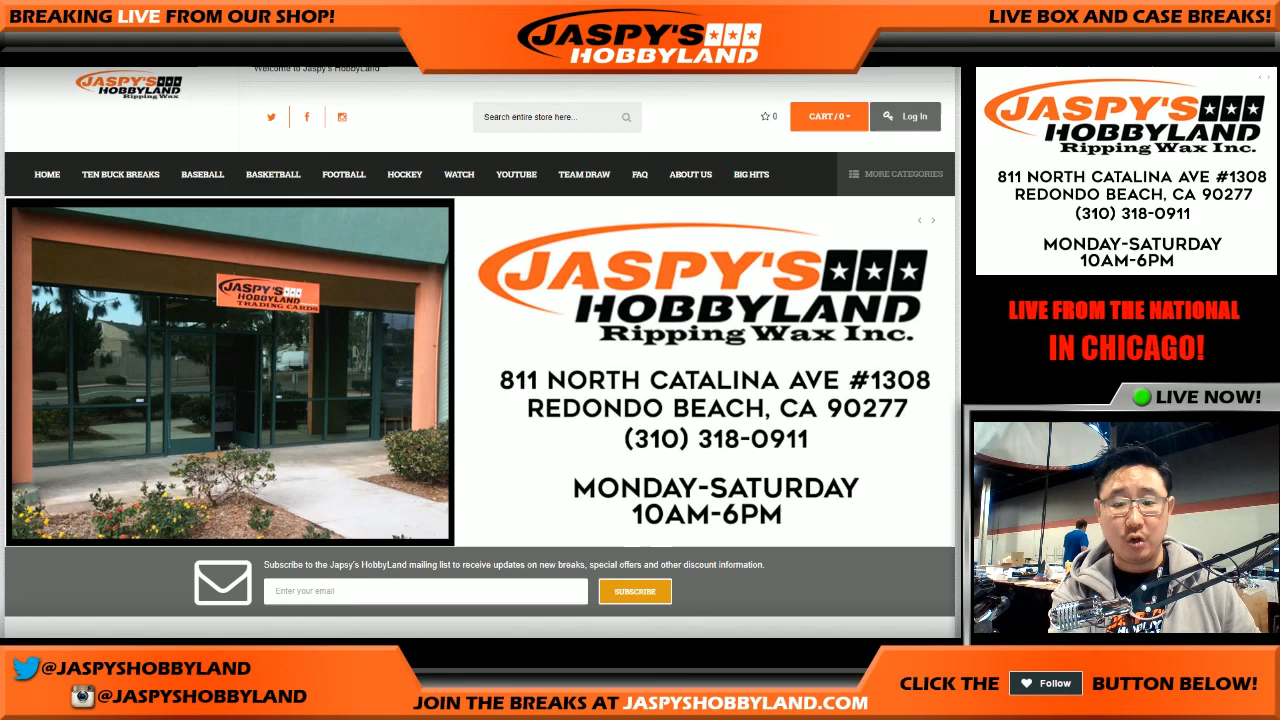 BREAKING LIVE FROM OUR SHOP!
JASPY'S
HOBBYLAND
LIVE BOX AND CASE BREAKS!
Welcome to Jaspy's HobbyLand
JASPY'S
HOBBYLAND
Ripping Wax
Search entire store here...
0
CART / 0
Log In
HOME
TEN BUCK BREAKS
BASEBALL
BASKETBALL
FOOTBALL
HOCKEY
WATCH
YOUTUBE
TEAM DRAW
FAQ
ABOUT US
BIG HITS
MORE CATEGORIES
JASPY'S
HOBBYLAND
TRADING CARDS
JASPY'S
HOBBYLAND
Ripping Wax Inc.
811 NORTH CATALINA AVE #1308
REDONDO BEACH, CA 90277
(310) 318-0911
MONDAY-SATURDAY
10AM-6PM
Subscribe to the Japsy's HobbyLand mailing list to receive updates on new breaks, special offers and other discount information.
Enter your email
SUBSCRIBE
JASPY'S
HOBBYLAND
Ripping Wax Inc.
811 NORTH CATALINA AVE #1308
REDONDO BEACH, CA 90277
(310) 318-0911
MONDAY-SATURDAY
10AM-6PM
LIVE FROM THE NATIONAL
IN CHICAGO!
LIVE NOW!
@JASPYSHOBBYLAND
@JASPYSHOBBYLAND
JOIN THE BREAKS AT JASPYSHOBBYLAND.COM
CLICK THE Follow BUTTON BELOW!